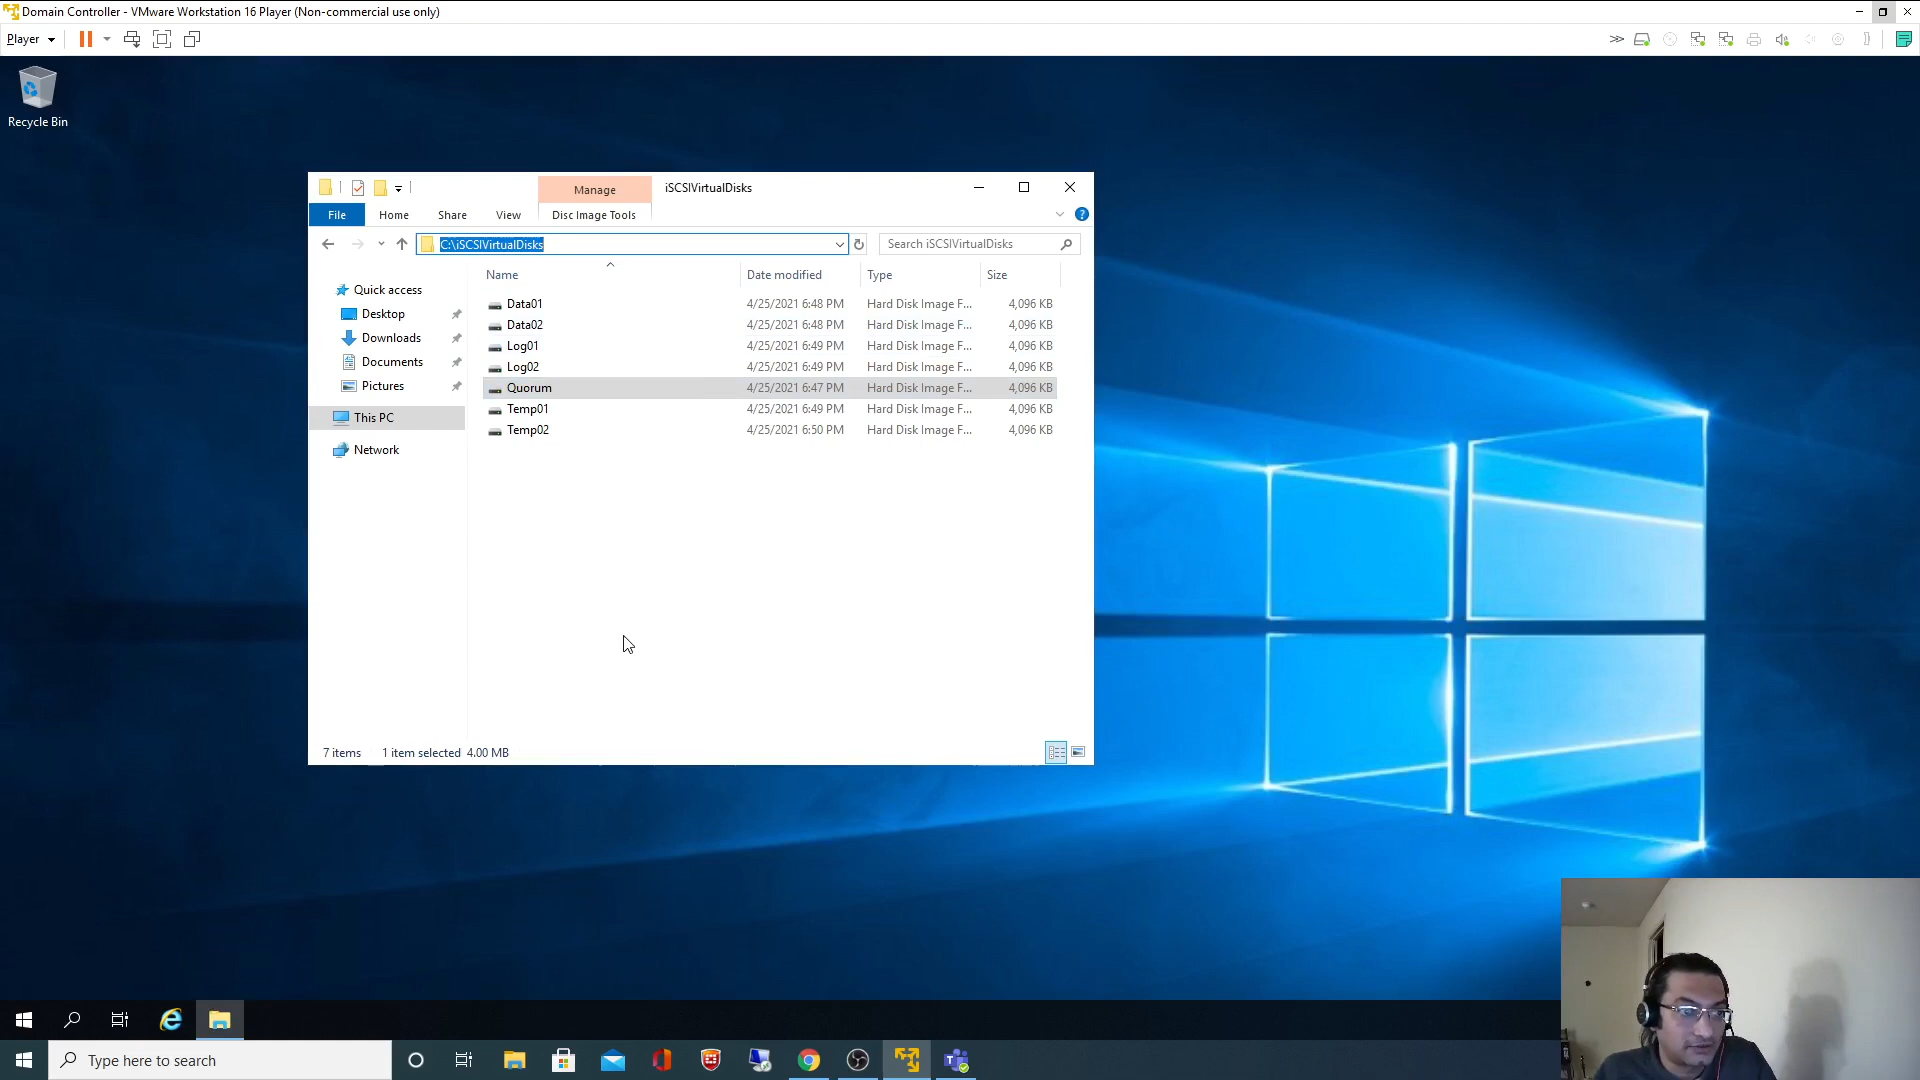 Domain Controller - VMware Workstation 16 Player (Non-commercial use only)
Player
Recycle Bin
Manage
iSCSIVirtualDisks
File
Home
Share
View
Disc Image Tools
C:\iSCSIVirtualDisks
Search iSCSIVirtualDisks
Name
Date modified
Type
Size
Quick access
Desktop
Downloads
Documents
Pictures
This PC
Network
Data01 4/25/2021 6:48 PM Hard Disk Image F... 4,096 KB
Data02 4/25/2021 6:48 PM Hard Disk Image F... 4,096 KB
Log01 4/25/2021 6:49 PM Hard Disk Image F... 4,096 KB
Log02 4/25/2021 6:49 PM Hard Disk Image F... 4,096 KB
Quorum 4/25/2021 6:47 PM Hard Disk Image F... 4,096 KB
Temp01 4/25/2021 6:49 PM Hard Disk Image F... 4,096 KB
Temp02 4/25/2021 6:50 PM Hard Disk Image F... 4,096 KB
7 items 1 item selected 4.00 MB
Type here to search